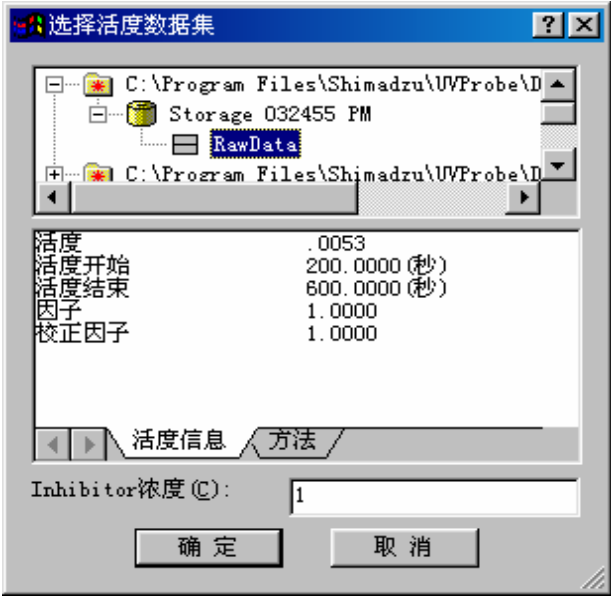 选择活度数据集
C:\Program Files\Shimadzu\UVProbe\D
Storage 032455 PM
RawData
C:\Program Files\Shimadzu\UVProbe\D
活度 .0053
活度开始 200.0000(秒)
活度结束 600.0000(秒)
因子 1.0000
校正因子 1.0000
活度信息 方法
Inhibitor浓度(C): 1
确定 取消